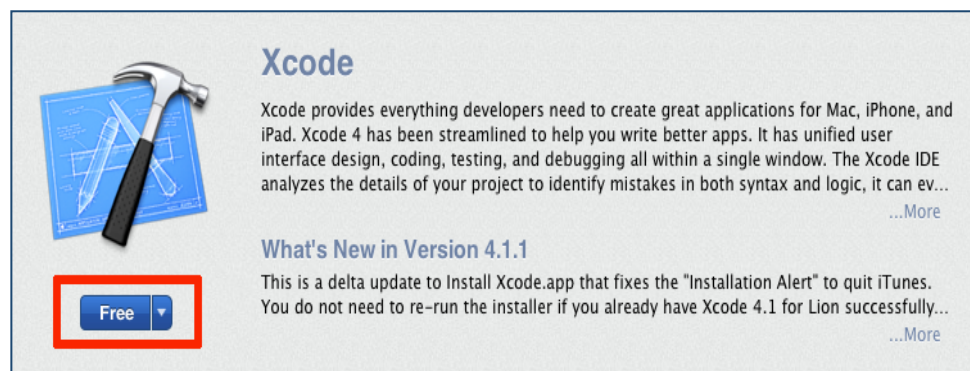 Xcode
Xcode provides everything developers need to create great applications for Mac, iPhone, and
iPad. Xcode 4 has been streamlined to help you write better apps. It has unified user
interface design, coding, testing, and debugging all within a single window. The Xcode IDE
analyzes the details of your project to identify mistakes in both syntax and logic, it can ev...
...More
What's New in Version 4.1.1
This is a delta update to Install Xcode.app that fixes the "Installation Alert" to quit iTunes.
You do not need to re-run the installer if you already have Xcode 4.1 for Lion successfully...
...More
Free